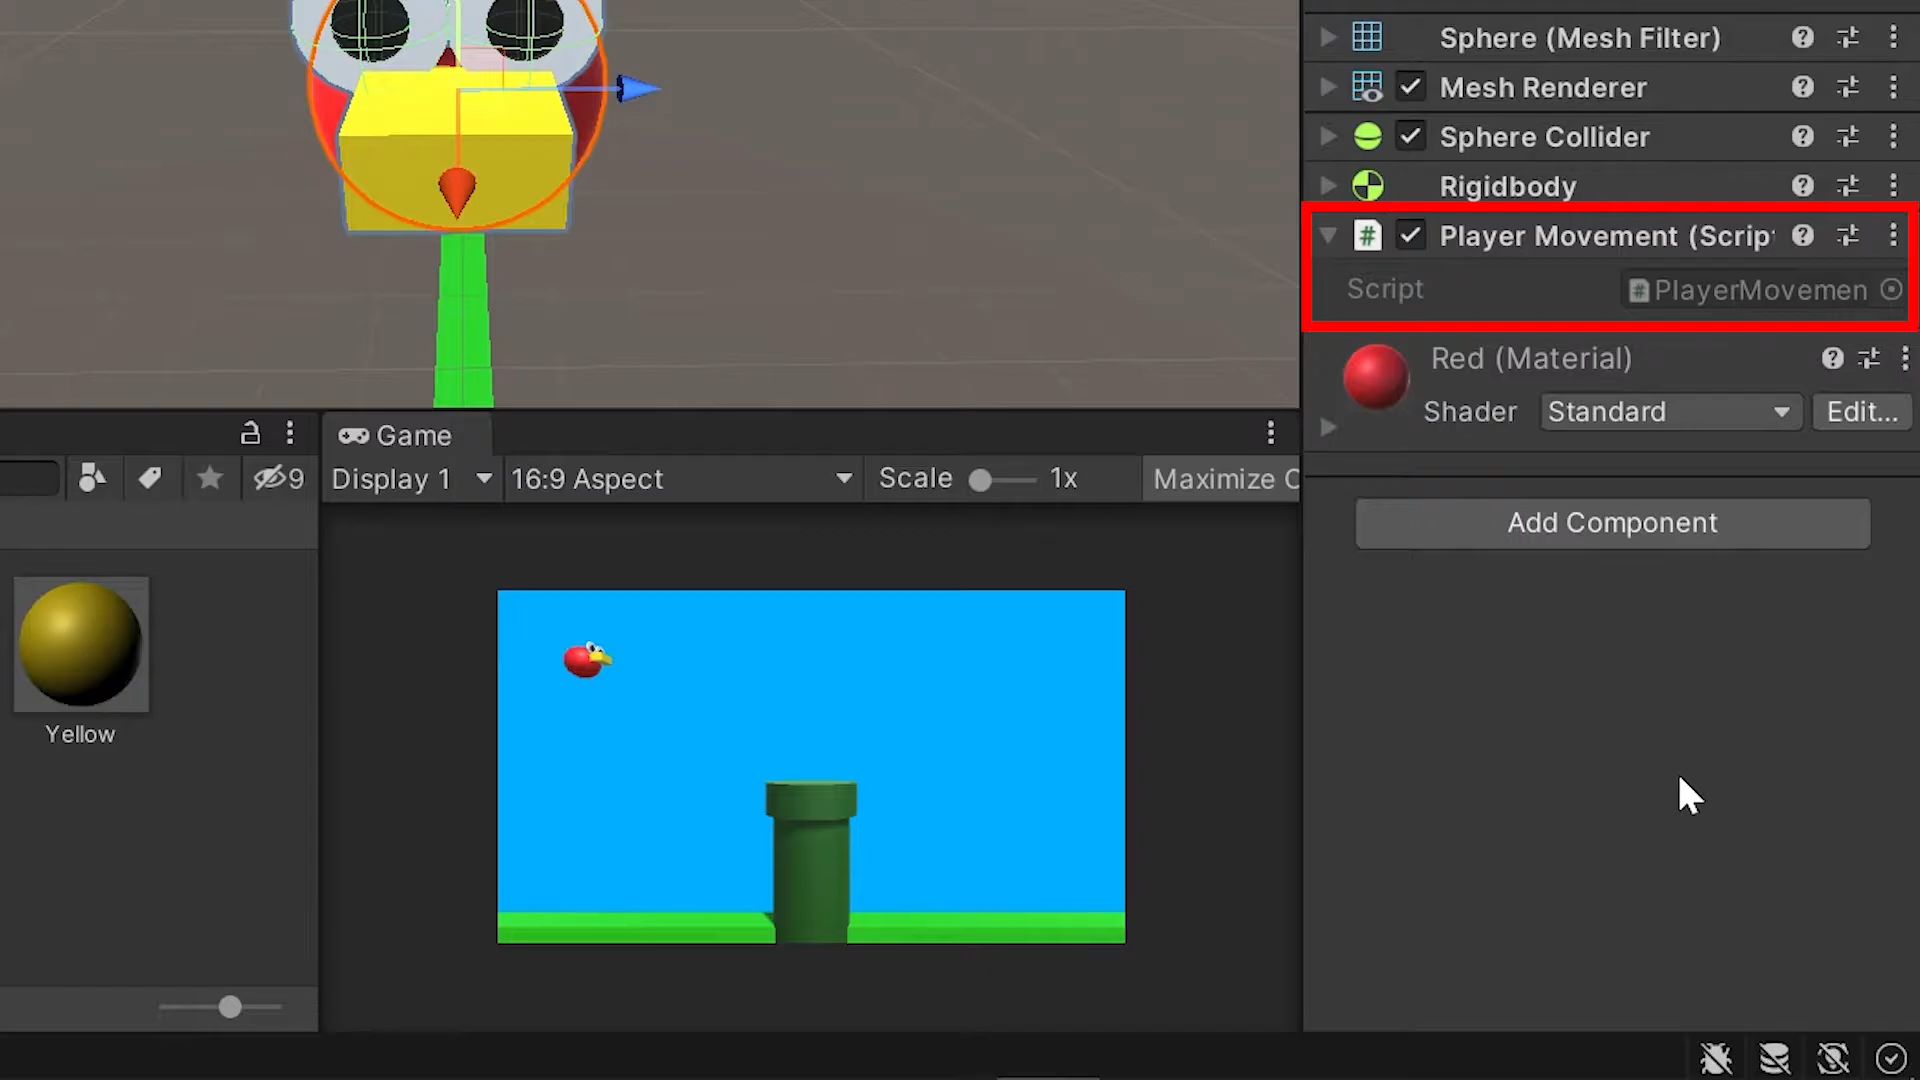 Sphere (Mesh Filter)
Mesh Renderer
Sphere Collider
Rigidbody
# Player Movement (Scrip
Script # PlayerMovemen
Red (Material)
Shader Standard Edit...
Add Component
Game
9 Display 1 16:9 Aspect Scale 1x Maximize
Yellow